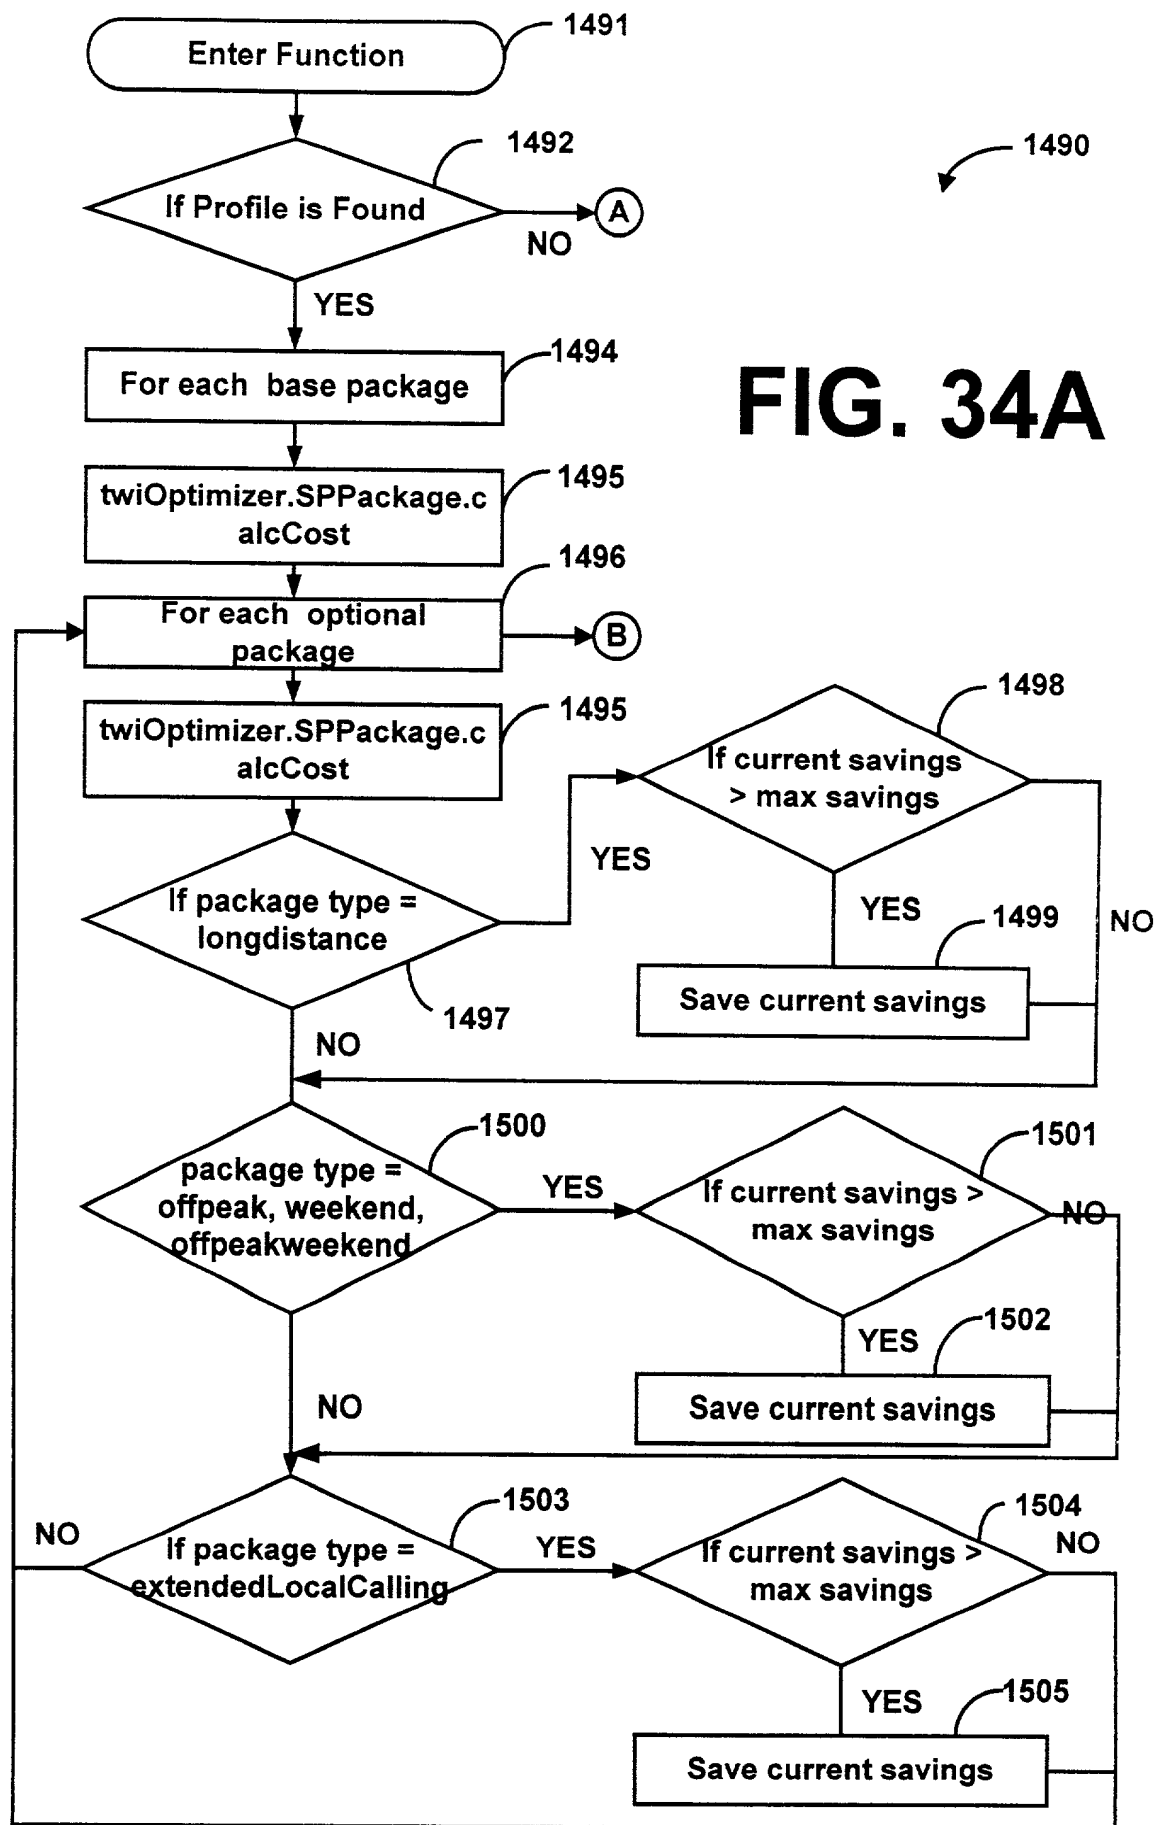 Enter Function
1491
1492
1490
If Profile is Found
A
NO
YES
1494
For each base package
FIG. 34A
1495
twiOptimizer.SPPackage.c
alcCost
1496
For each optional
package
B
1495
twiOptimizer.SPPackage.c
alcCost
1498
If current savings
> max savings
YES
YES
NO
1499
If package type =
longdistance
Save current savings
1497
NO
1500
1501
package type =
offpeak, weekend,
offpeakweekend
YES
If current savings >
max savings
NO
1502
YES
Save current savings
NO
1503
1504
NO
If package type =
extendedLocalCalling
YES
If current savings >
max savings
NO
YES
1505
Save current savings